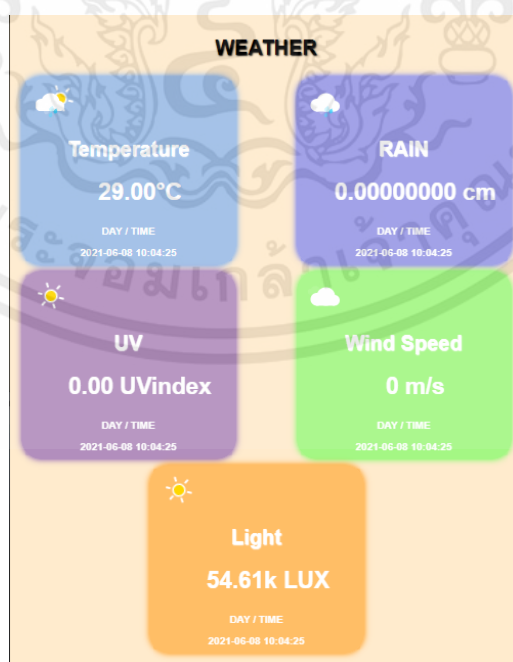 WEATHER
Temperature
29.00°C
DAY / TIME
2021-06-08 10:04:25
RAIN
0.00000000 cm
DAY / TIME
2021-06-08 10:04:25
UV
0.00 UVindex
DAY / TIME
2021-06-08 10:04:25
Wind Speed
0 m/s
DAY / TIME
2021-06-08 10:04:25
Light
54.61k LUX
DAY / TIME
2021-06-08 10:04:25